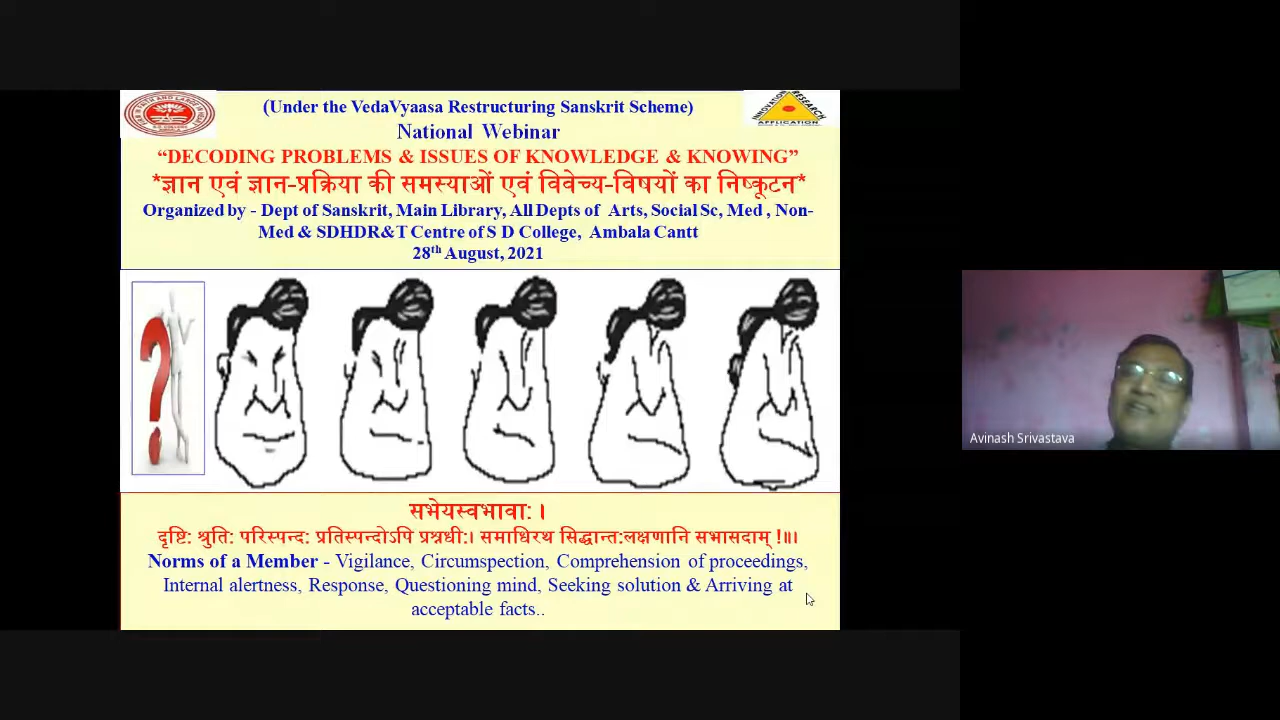 (Under the VedaVyaasa Restructuring Sanskrit Scheme)
National Webinar
“DECODING PROBLEMS & ISSUES OF KNOWLEDGE & KNOWING”
*ज्ञान एवं ज्ञान-प्रक्रिया की समस्याओं एवं विवेच्य-विषयों का निष्कूटन*
Organized by - Dept of Sanskrit, Main Library, All Depts of Arts, Social Sc, Med , Non-
Med & SDHDR&T Centre of S D College, Ambala Cantt
28th August, 2021
INNOVATION RESEARCH
APPLICATION
?
सभेयस्वभावाः ।
दृष्टिः श्रुतिः परिस्पन्दः प्रतिस्पन्दोऽपि प्रश्नधीः। समाधिरथ सिद्धान्तःलक्षणानि सभासदाम् !॥।
Norms of a Member - Vigilance, Circumspection, Comprehension of proceedings,
Internal alertness, Response, Questioning mind, Seeking solution & Arriving at
acceptable facts..
Avinash Srivastava